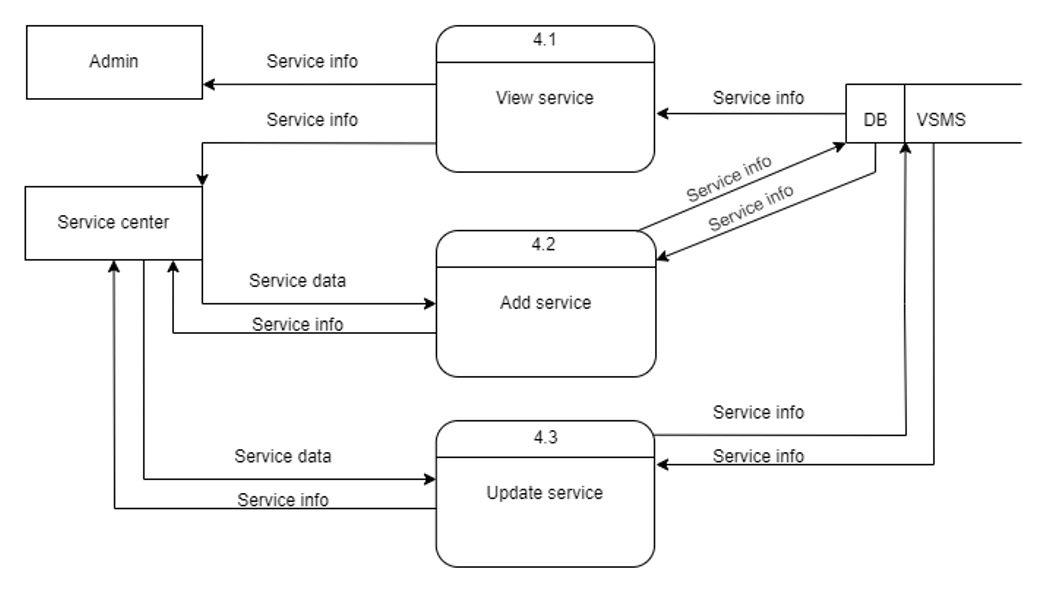 4.1
Admin
Service info
View service
Service info
Service info
DB
VSMS
Service info
Service info
Service center
4.2
Service data
Add service
Service info
Service info
4.3
Service data
Service info
Update service
Service info